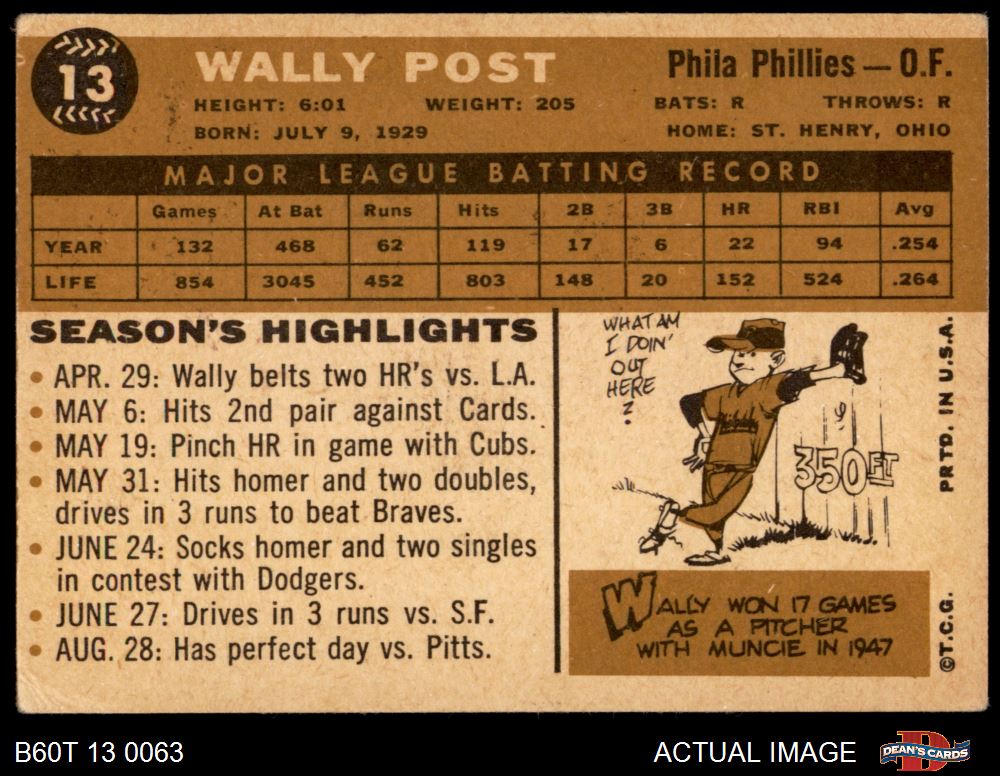 13
WALLY POST
Phila Phillies — O.F.
HEIGHT: 6:01 WEIGHT: 205 BATS: R THROWS: R
BORN: JULY 9, 1929 HOME: ST. HENRY, OHIO
MAJOR LEAGUE BATTING RECORD
Games At Bat Runs Hits 2B 3B HR RBI Avg
YEAR 132 468 62 119 17 6 22 94 .254
LIFE 854 3045 452 803 148 20 152 524 .264
SEASON'S HIGHLIGHTS
• APR. 29: Wally belts two HR's vs. L.A.
• MAY 6: Hits 2nd pair against Cards.
• MAY 19: Pinch HR in game with Cubs.
• MAY 31: Hits homer and two doubles,
drives in 3 runs to beat Braves.
• JUNE 24: Socks homer and two singles
in contest with Dodgers.
• JUNE 27: Drives in 3 runs vs. S.F.
• AUG. 28: Has perfect day vs. Pitts.
WHAT AM
I DOIN'
OUT
HERE
?
350 FT
WALLY WON 17 GAMES
AS A PITCHER
WITH MUNCIE IN 1947
©T.C.G. PRTD. IN U.S.A.
B60T 13 0063
ACTUAL IMAGE
DEAN'S CARDS